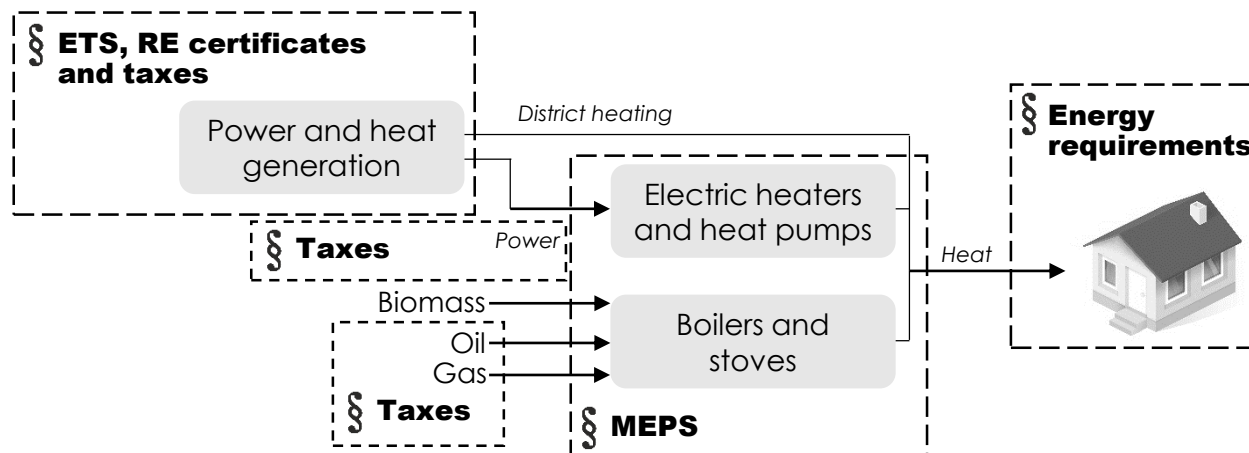 § ETS, RE certificates
and taxes
Power and heat
generation
District heating
§ Energy
requirements
Electric heaters
and heat pumps
§ Taxes
Power
Heat
Biomass
Oil
Gas
§ Taxes
Boilers and
stoves
§ MEPS